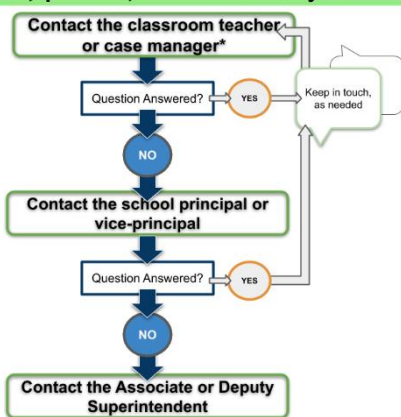 Contact the classroom teacher
or case manager*
Question Answered?
YES
Keep in touch,
as needed
NO
Contact the school principal or
vice-principal
Question Answered?
YES
NO
Contact the Associate or Deputy
Superintendent